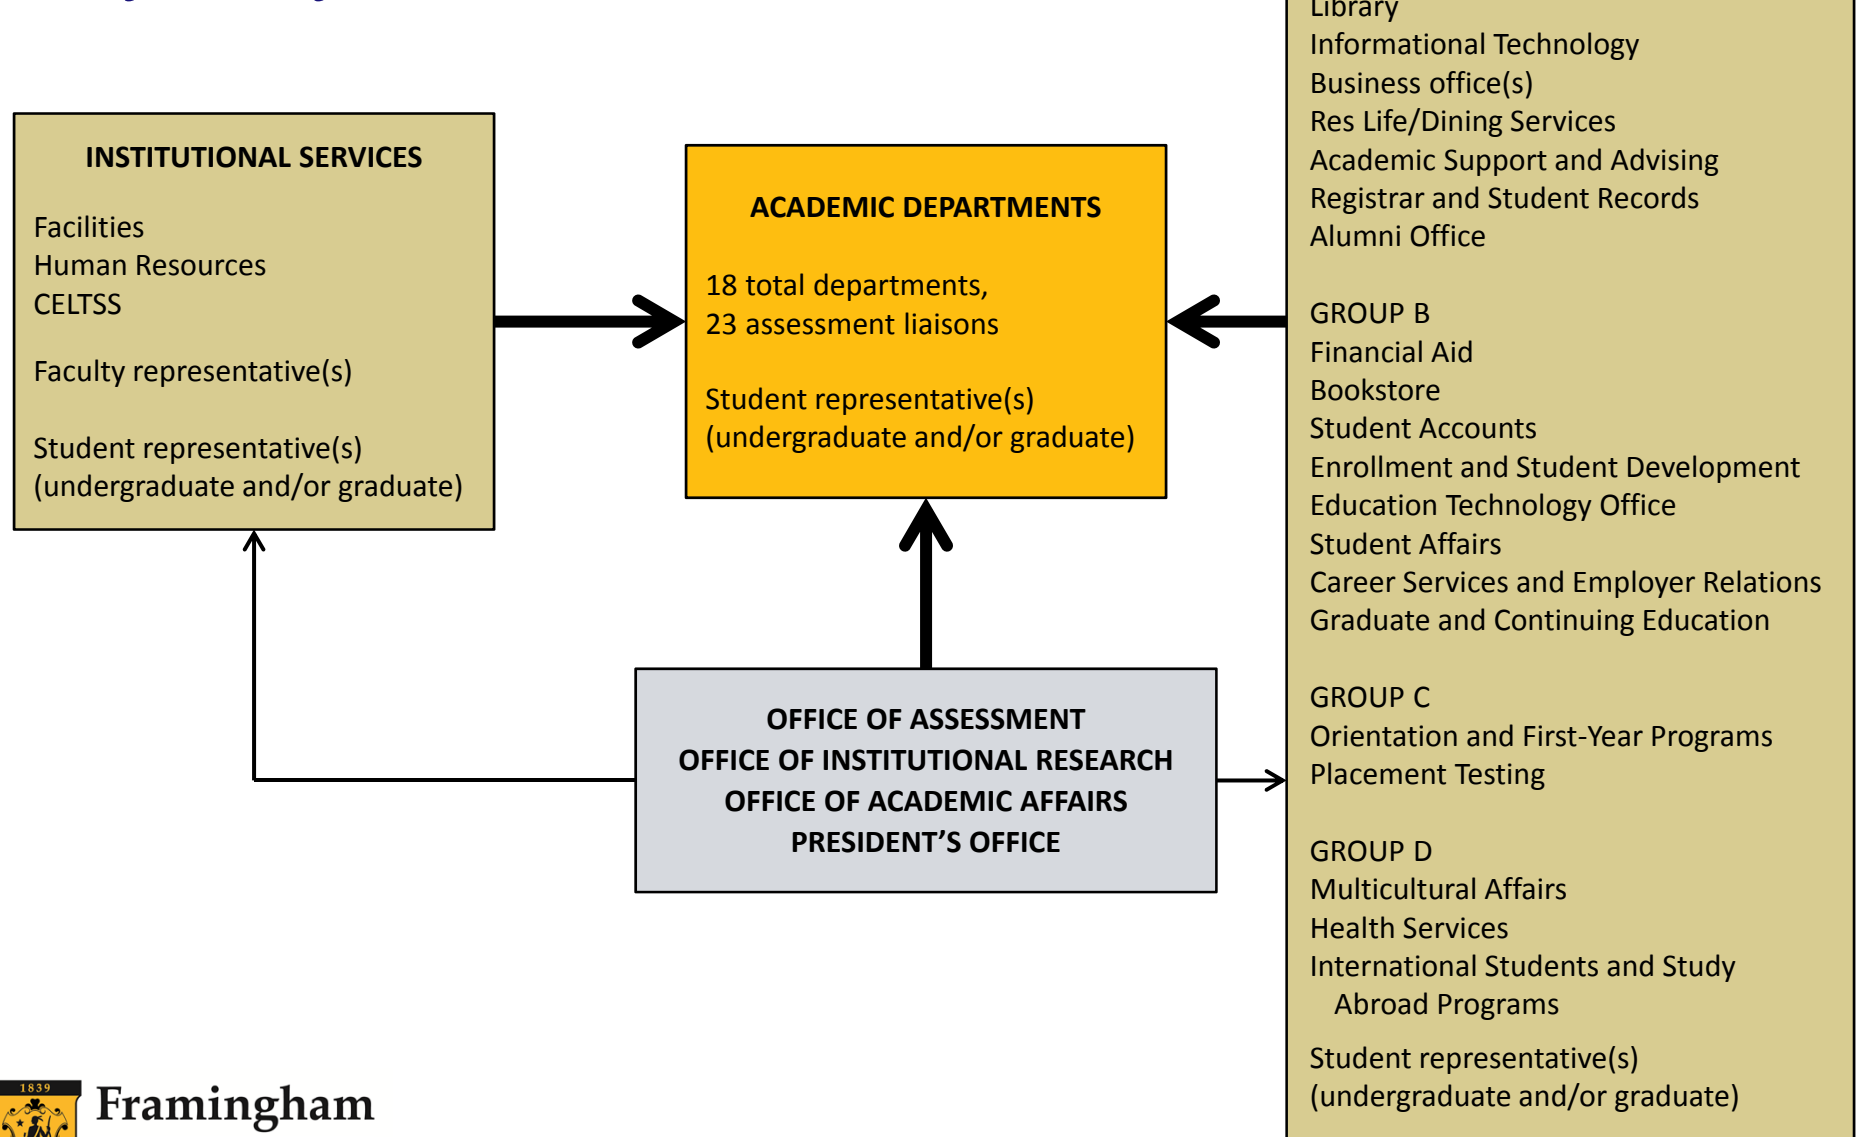 INSTITUTIONAL SERVICES
Facilities
Human Resources
CELTSS
Faculty representative(s)
Student representative(s)
(undergraduate and/or graduate)
ACADEMIC DEPARTMENTS
18 total departments,
23 assessment liaisons
Student representative(s)
(undergraduate and/or graduate)
OFFICE OF ASSESSMENT
OFFICE OF INSTITUTIONAL RESEARCH
OFFICE OF ACADEMIC AFFAIRS
PRESIDENT’S OFFICE
Library
Informational Technology
Business office(s)
Res Life/Dining Services
Academic Support and Advising
Registrar and Student Records
Alumni Office
GROUP B
Financial Aid
Bookstore
Student Accounts
Enrollment and Student Development
Education Technology Office
Student Affairs
Career Services and Employer Relations
Graduate and Continuing Education
GROUP C
Orientation and First-Year Programs
Placement Testing
GROUP D
Multicultural Affairs
Health Services
International Students and Study
Abroad Programs
Student representative(s)
(undergraduate and/or graduate)
1839
Framingham